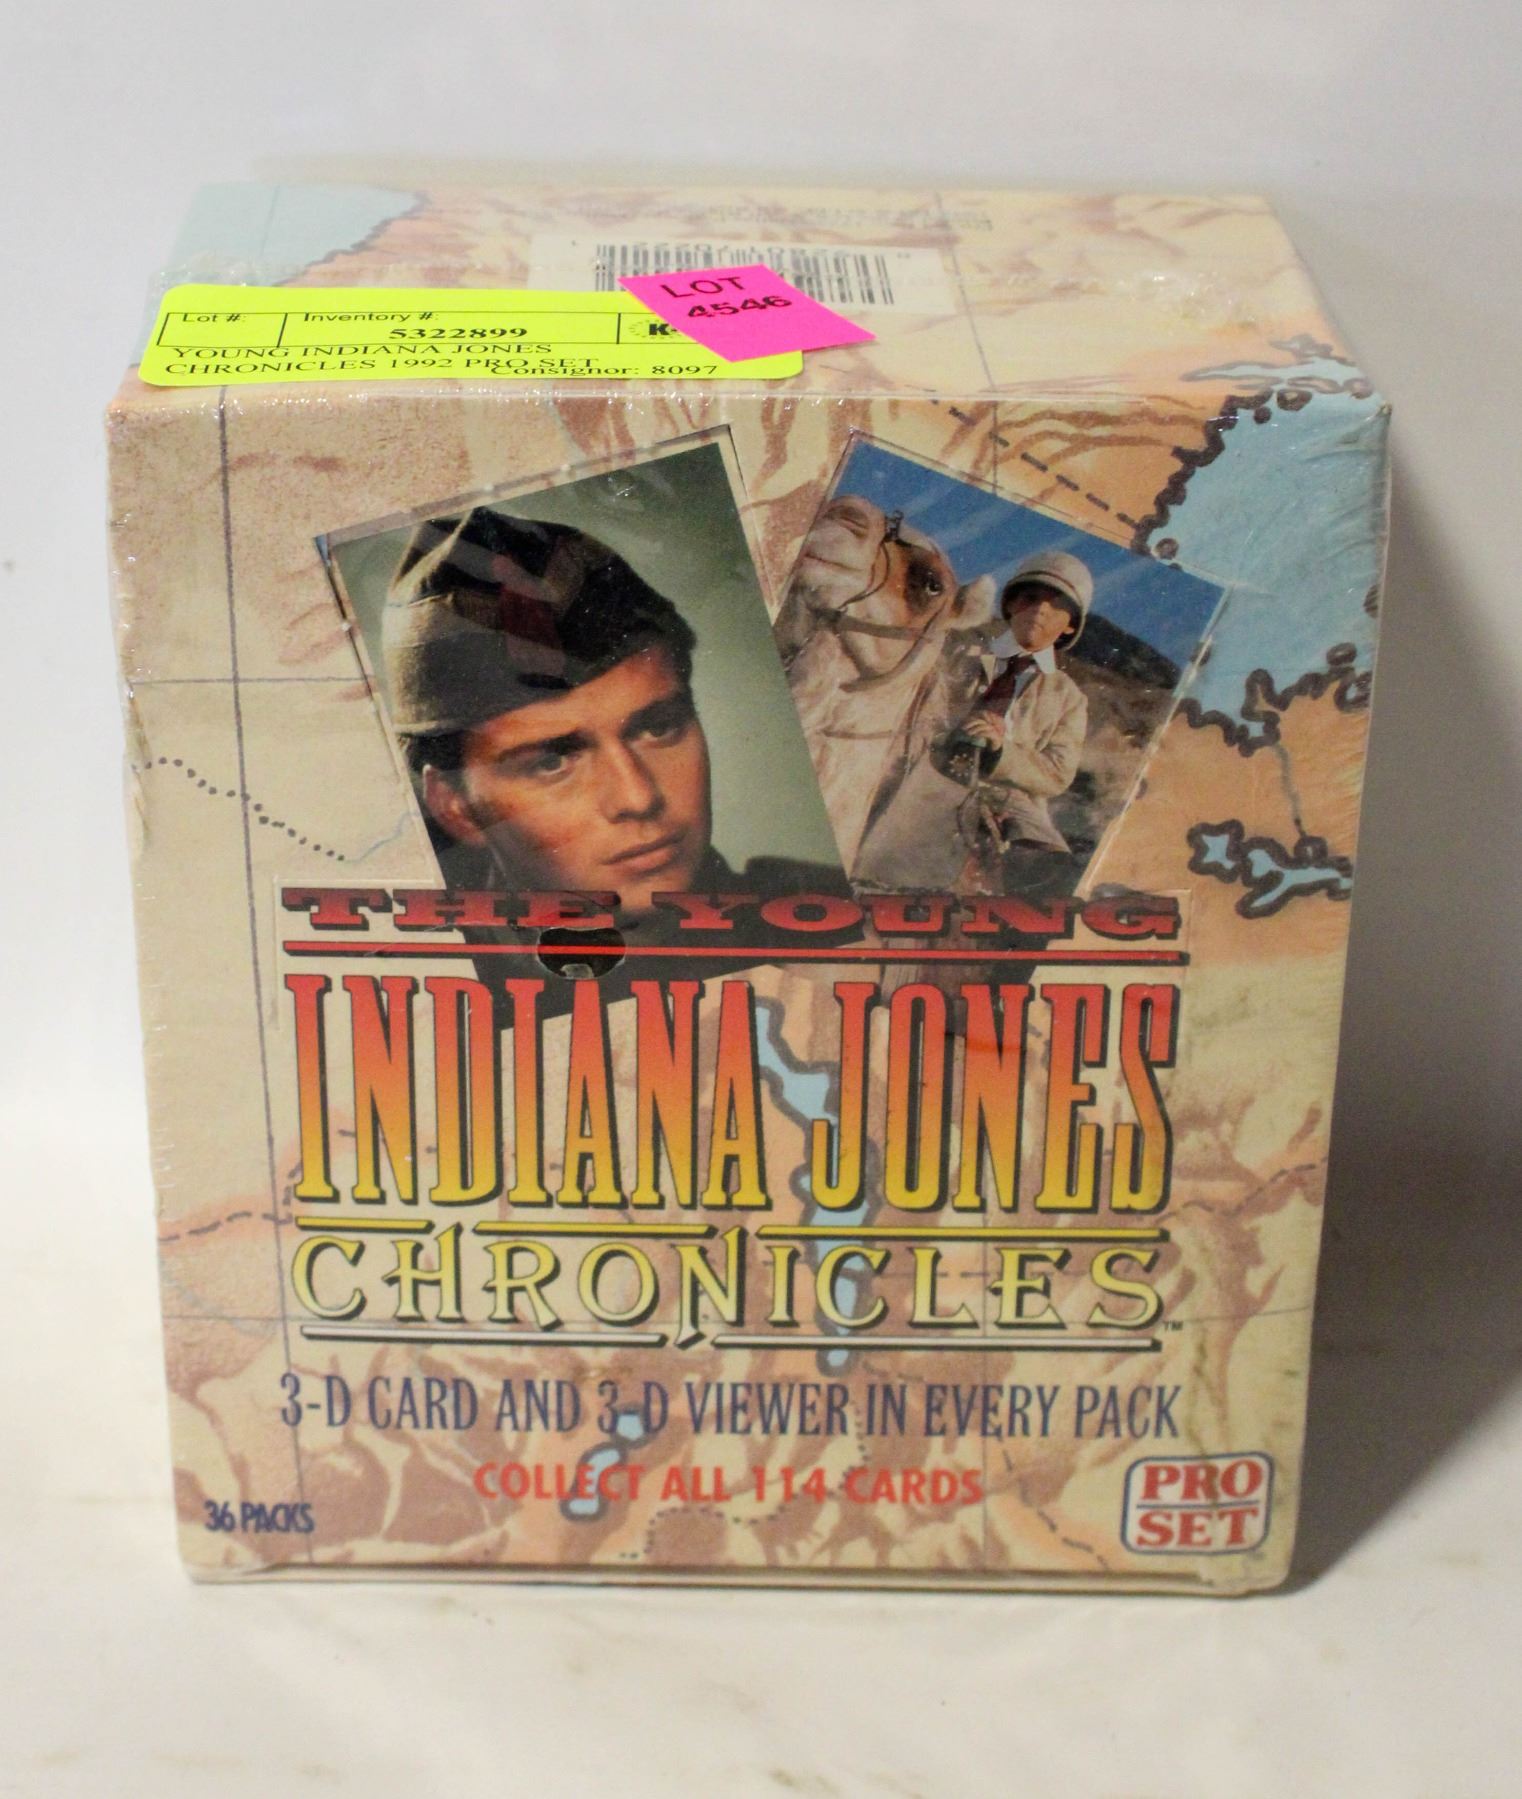 LOT
4546
Lot #:
Inventory #:
5322899
K-
YOUNG INDIANA JONES
CHRONICLES 1992 PRO SET
Consignor: 8097
THE YOUNG
INDIANA JONES
CHRONICLES™
3-D CARD AND 3-D VIEWER IN EVERY PACK
COLLECT ALL 114 CARDS
36 PACKS
PRO
SET